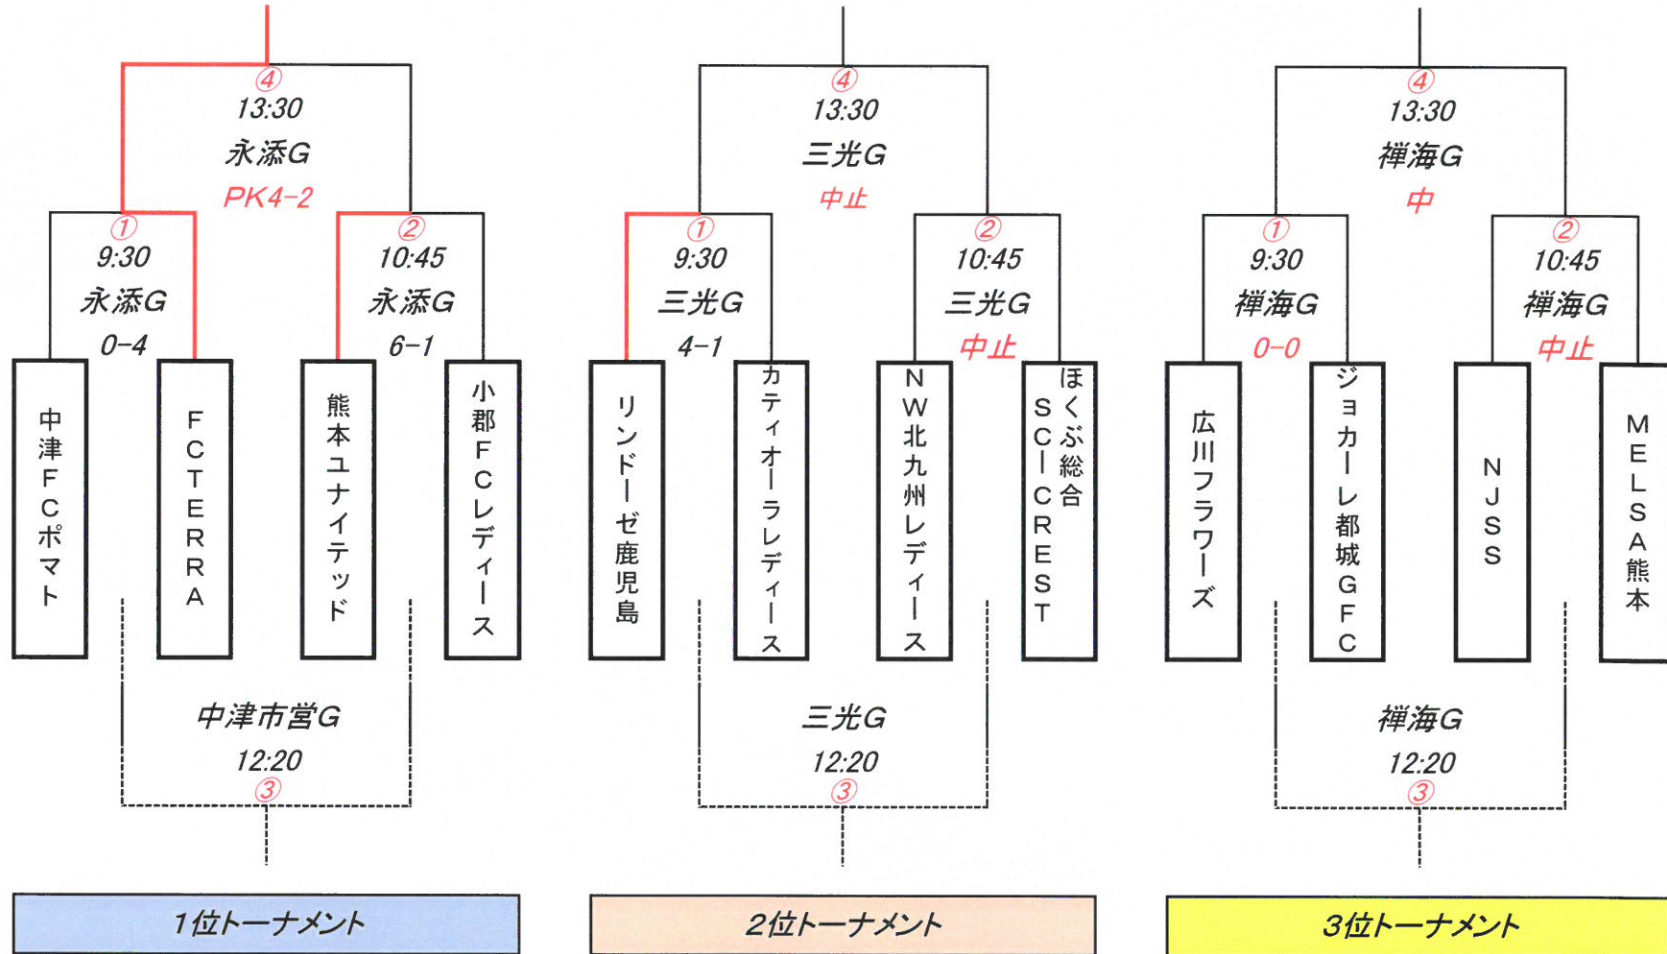 ④
13:30
永添G
PK4-2
①
9:30
永添G
0-4
②
10:45
永添G
6-1
中津FCポマト
FCTERRA
熊本ユナイテッド
小郡FCレディース
中津市営G
12:20
③
1位トーナメント
④
13:30
三光G
中止
①
9:30
三光G
4-1
②
10:45
三光G
中止
リンドーゼ鹿児島
カティオーラレディース
NW北九州レディース
ほくぶ総合
SCーCREST
三光G
12:20
③
2位トーナメント
④
13:30
禅海G
中
①
9:30
禅海G
0-0
②
10:45
禅海G
中止
広川フラワーズ
ジョカーレ都城GFC
NJSS
MELSA熊本
禅海G
12:20
③
3位トーナメント